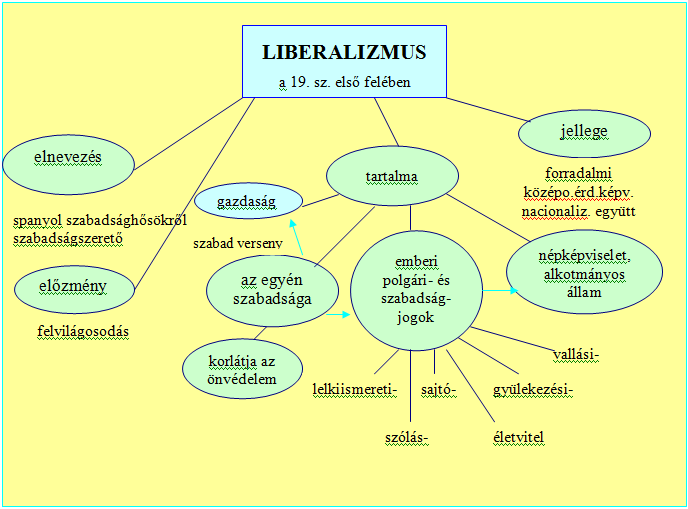 LIBERALIZMUS
a 19. sz. első felében
elnevezés
spanyol szabadsághősökről
szabadságszerető
előzmény
felvilágosodás
tartalma
gazdaság
szabad verseny
az egyén
szabadsága
korlátja az
önvédelem
emberi
polgári- és
szabadság-
jogok
lelkiismereti-
szólás-
sajtó-
életvitel
gyülekezési-
vallási-
népképviselet,
alkotmányos
állam
jellege
forradalmi
középo.érd.képv.
nacionaliz. együtt